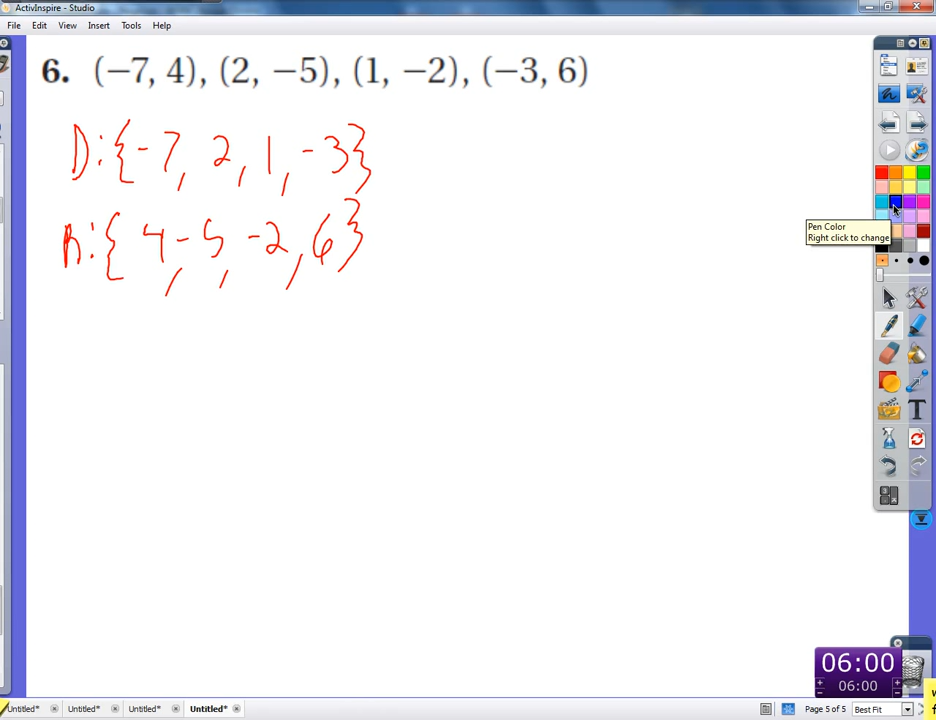 ActivInspire - Studio
File Edit View Insert Tools Help
6. (−7, 4), (2, −5), (1, −2), (−3, 6)
D:{-7, 2, 1, -3}
R:{4, -5, -2, 6}
Pen Color
Right click to change
06:00
06:00
Untitled* Untitled* Untitled* Untitled*
Page 5 of 5 Best Fit